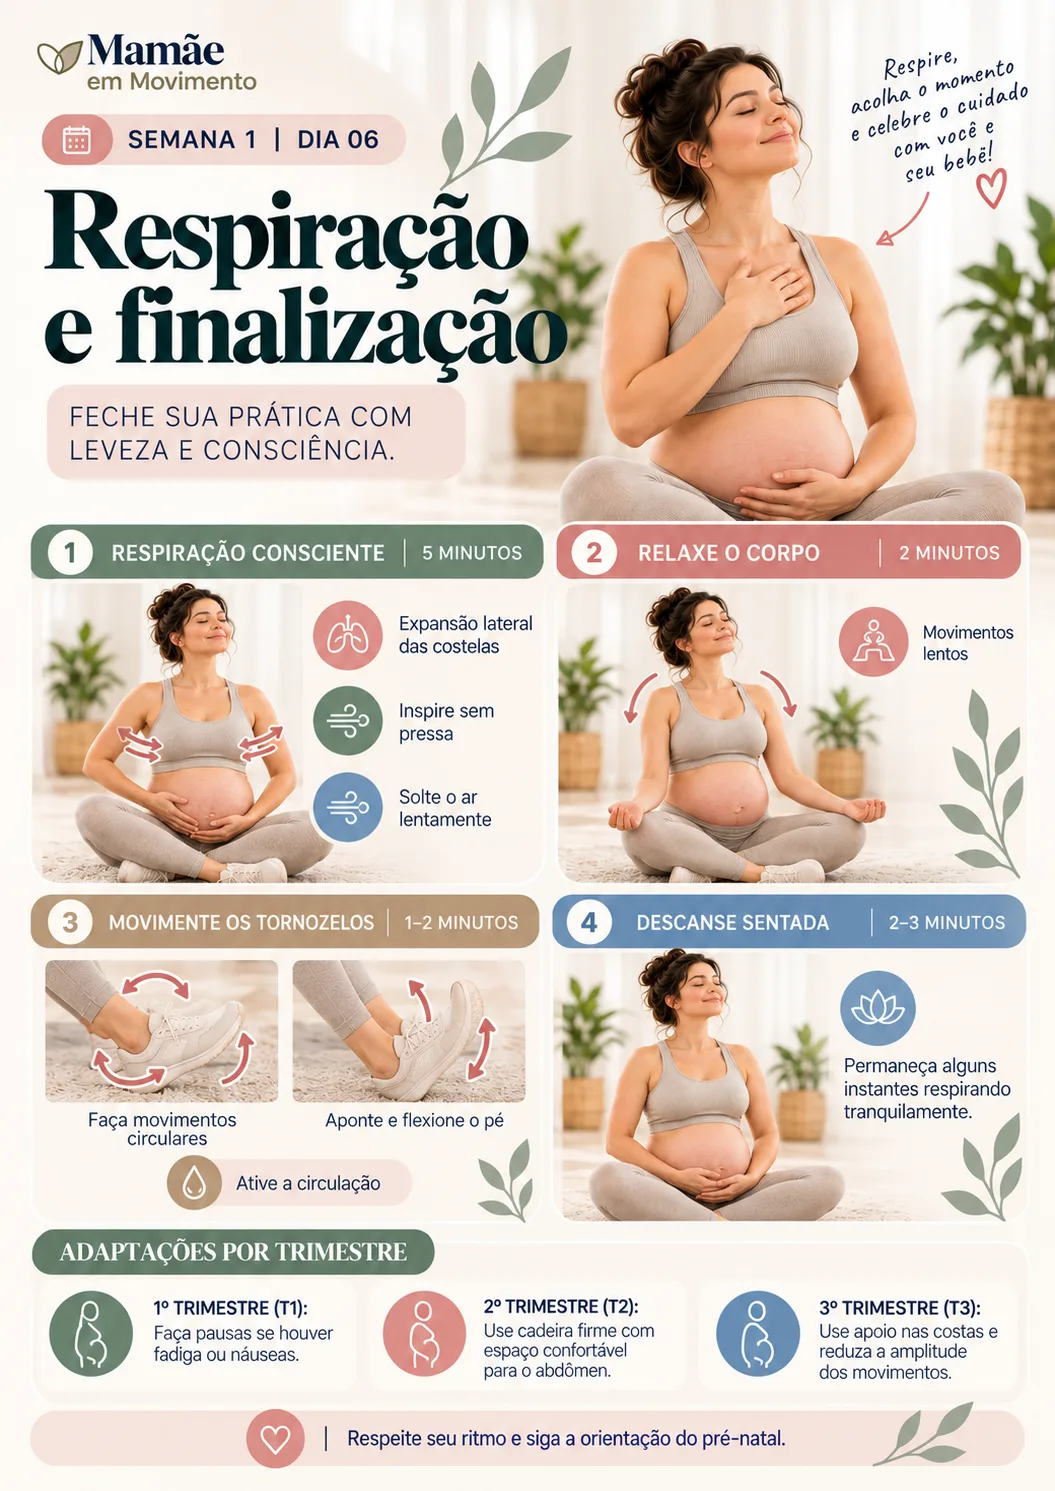 Mamãe
em Movimento
SEMANA 1 | DIA 06
Respiração
e finalização
FECHE SUA PRÁTICA COM
LEVEZA E CONSCIÊNCIA.
Respire,
acolha o momento
e celebre o cuidado
com você e
seu bebê!
1 RESPIRAÇÃO CONSCIENTE | 5 MINUTOS
Expansão lateral
das costelas
Inspire sem
pressa
Solte o ar
lentamente
2 RELAXE O CORPO | 2 MINUTOS
Movimentos
lentos
3 MOVIMENTE OS TORNOZELOS | 1–2 MINUTOS
Faça movimentos
circulares
Aponte e flexione o pé
Ative a circulação
4 DESCANSE SENTADA | 2–3 MINUTOS
Permaneça alguns
instantes respirando
tranquilamente.
ADAPTAÇÕES POR TRIMESTRE
1º TRIMESTRE (T1):
Faça pausas se houver
fadiga ou náuseas.
2º TRIMESTRE (T2):
Use cadeira firme com
espaço confortável
para o abdômen.
3º TRIMESTRE (T3):
Use apoio nas costas e
reduza a amplitude
dos movimentos.
| Respeite seu ritmo e siga a orientação do pré-natal.